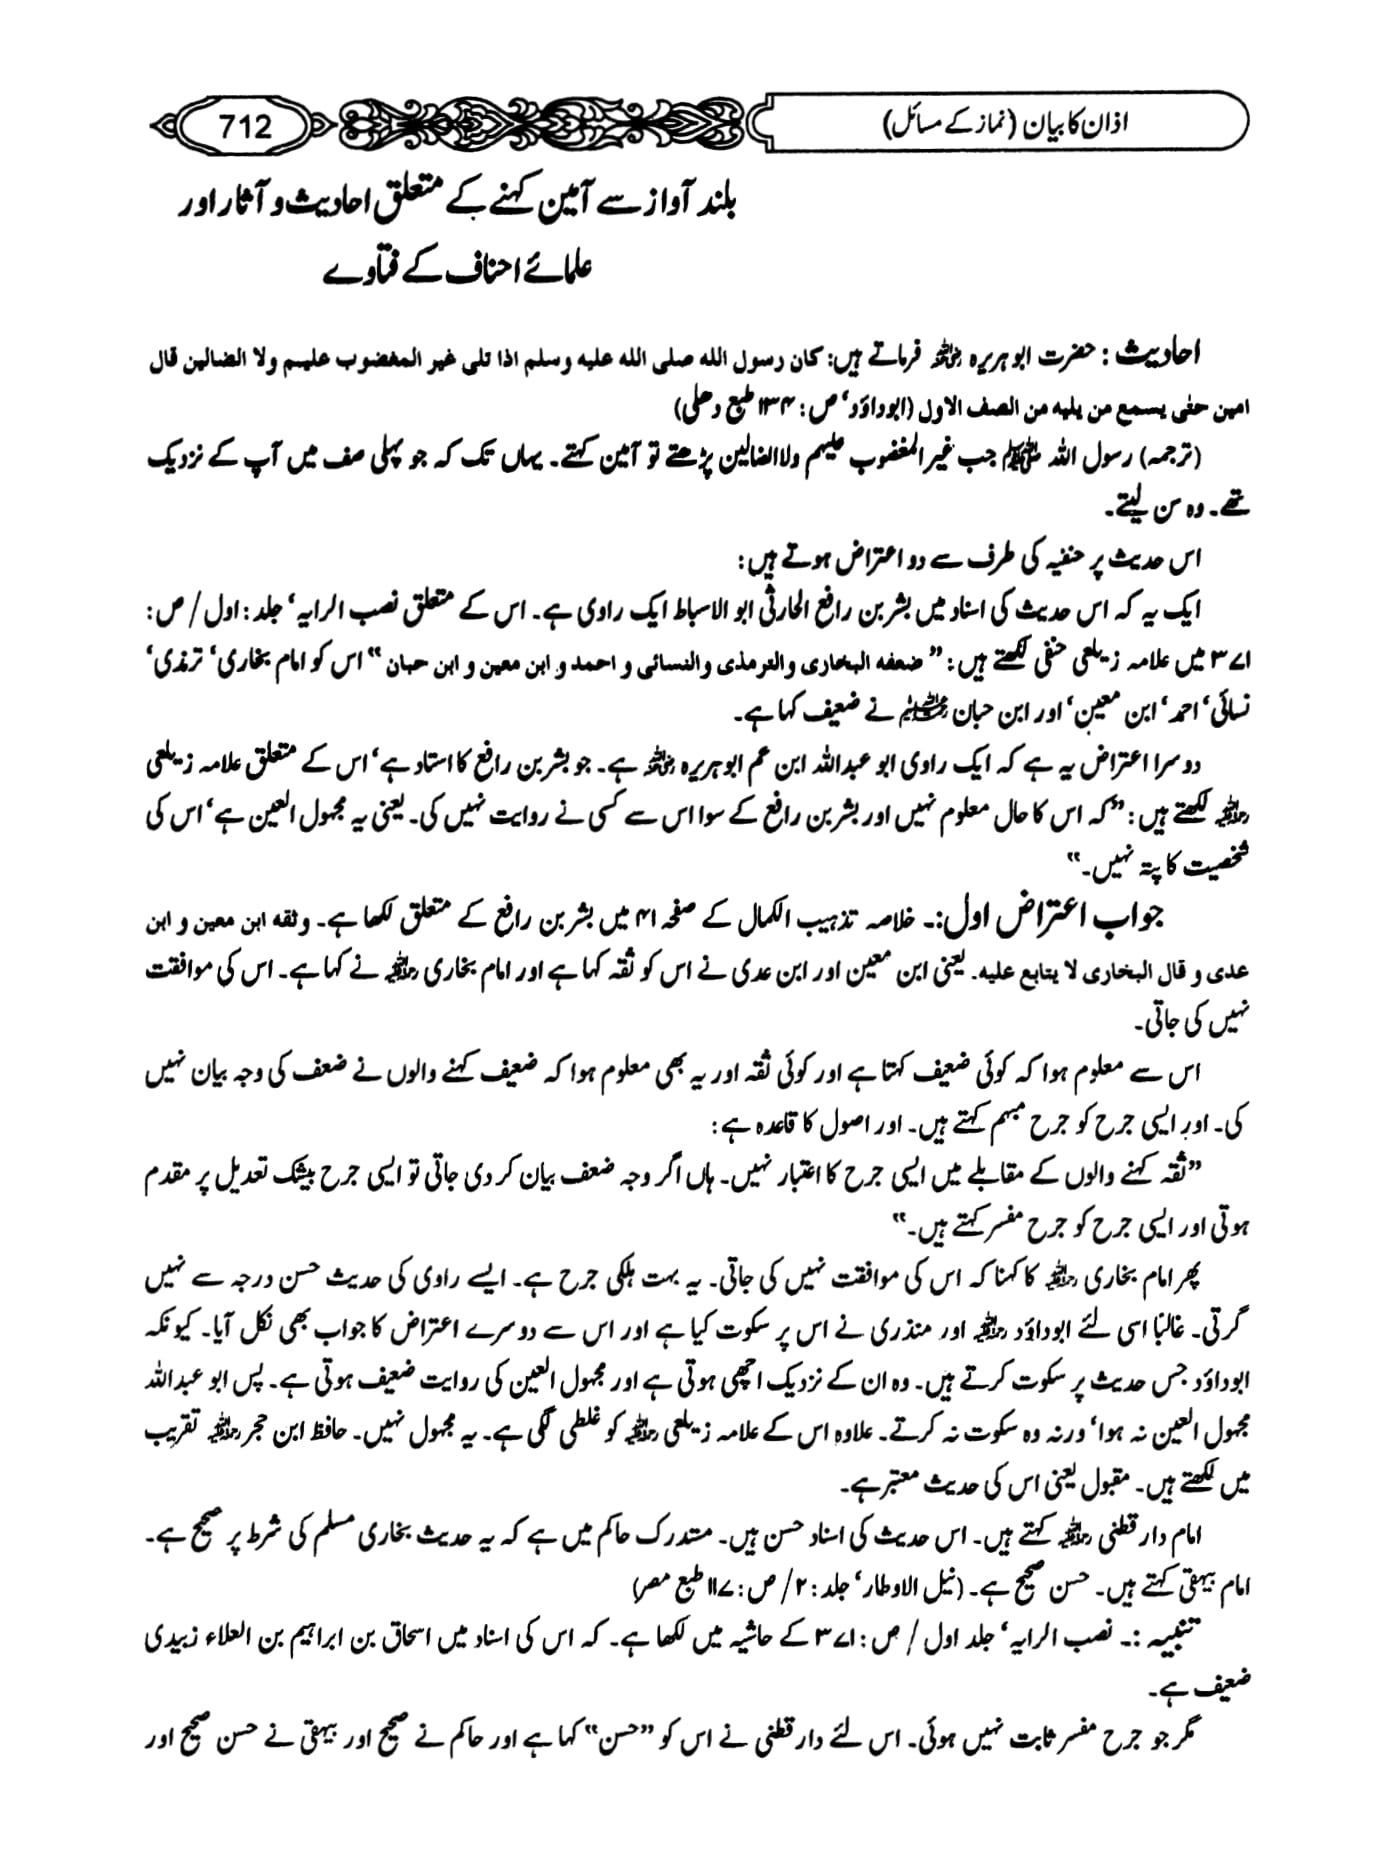 اذان کا بیان (نماز کے مسائل)
712
بلند آواز سے آمین کہنے کے متعلق احادیث و آثار اور
علمائے احناف کے فتاوے
احادیث : حضرت ابو ہریرہ رضی اللہ عنہ فرماتے ہیں: کان رسول الله صلی الله علیه وسلم اذا تلی غیر المغضوب علیہم ولا الضالین قال
امین حتی یسمع من یلیه من الصف الاول (ابوداؤد‘ ص : ۱۳۴ طبع دھلی)
(ترجمہ) رسول اللہ ﷺ جب غیر المغضوب علیہم ولاالضالین پڑھتے تو آمین کہتے۔ یہاں تک کہ جو پہلی صف میں آپ کے نزدیک
تھے۔ وہ سن لیتے۔
اس حدیث پر حنفیہ کی طرف سے دو اعتراض ہوتے ہیں:
ایک یہ کہ اس حدیث کی اسناد میں بشر بن رافع الحارثی ابو الاسباط ایک راوی ہے۔ اس کے متعلق نصب الرایہ‘ جلد : اول / ص :
۳۷۱ میں علامہ زیلعی حنفی لکھتے ہیں : ”ضعفه البخاری والترمذی والنسائی و احمد و ابن معین و ابن حبان“ اس کو امام بخاری‘ ترمذی‘
نسائی‘ احمد‘ ابن معین‘ اور ابن حبان رحمہم اللہ نے ضعیف کہا ہے۔
دوسرا اعتراض یہ ہے کہ ایک راوی ابو عبداللہ ابن عم ابو ہریرہ رضی اللہ عنہ ہے۔ جو بشر بن رافع کا استاد ہے‘ اس کے متعلق علامہ زیلعی
رحمہ اللہ لکھتے ہیں : ”کہ اس کا حال معلوم نہیں اور بشر بن رافع کے سوا اس سے کسی نے روایت نہیں کی۔ یعنی یہ مجہول العین ہے‘ اس کی
شخصیت کا پتہ نہیں۔“
جواب اعتراض اول:۔ خلاصہ تذہیب الکمال کے صفحہ ۴۱ میں بشر بن رافع کے متعلق لکھا ہے۔ وثقه ابن معین و ابن
عدی و قال البخاری لا یتابع علیه۔ یعنی ابن معین اور ابن عدی نے اس کو ثقہ کہا ہے اور امام بخاری رحمہ اللہ نے کہا ہے۔ اس کی موافقت
نہیں کی جاتی۔
اس سے معلوم ہوا کہ کوئی ضعیف کہتا ہے اور کوئی ثقہ اور یہ بھی معلوم ہوا کہ ضعیف کہنے والوں نے ضعف کی وجہ بیان نہیں
کی۔ اور ایسی جرح کو جرح مبہم کہتے ہیں۔ اور اصول کا قاعدہ ہے :
”ثقہ کہنے والوں کے مقابلے میں ایسی جرح کا اعتبار نہیں۔ ہاں اگر وجہ ضعف بیان کر دی جاتی تو ایسی جرح بیشک تعدیل پر مقدم
ہوتی اور ایسی جرح کو جرح مفسر کہتے ہیں۔“
پھر امام بخاری رحمہ اللہ کا کہنا کہ اس کی موافقت نہیں کی جاتی۔ یہ بہت ہلکی جرح ہے۔ ایسے راوی کی حدیث حسن درجہ سے نہیں
گرتی۔ غالبًا اسی لئے ابوداؤد رحمہ اللہ اور منذری نے اس پر سکوت کیا ہے اور اس سے دوسرے اعتراض کا جواب بھی نکل آیا۔ کیونکہ
ابوداؤد جس حدیث پر سکوت کرتے ہیں۔ وہ ان کے نزدیک اچھی ہوتی ہے اور مجہول العین کی روایت ضعیف ہوتی ہے۔ پس ابو عبداللہ
مجہول العین نہ ہوا‘ ورنہ وہ سکوت نہ کرتے۔ علاوہ اس کے علامہ زیلعی رحمہ اللہ کو غلطی لگی ہے۔ یہ مجہول نہیں۔ حافظ ابن حجر رحمہ اللہ تقریب
میں لکھتے ہیں۔ مقبول یعنی اس کی حدیث معتبر ہے۔
امام دار قطنی رحمہ اللہ کہتے ہیں۔ اس حدیث کی اسناد حسن ہیں۔ مستدرک حاکم میں ہے کہ یہ حدیث بخاری مسلم کی شرط پر صحیح ہے۔
امام بیہقی کہتے ہیں۔ حسن صحیح ہے۔ (نیل الاوطار‘ جلد : ۲/ ص : ۱۱۷ طبع مصر)
تنبیہ :۔ نصب الرایہ‘ جلد اول / ص : ۳۷۱ کے حاشیہ میں لکھا ہے۔ کہ اس کی اسناد میں اسحاق بن ابراہیم بن العلاء زبیدی
ضعیف ہے۔
مگر جو جرح مفسر ثابت نہیں ہوئی۔ اس لئے دار قطنی نے اس کو ”حسن“ کہا ہے اور حاکم نے صحیح اور بیہقی نے حسن صحیح اور